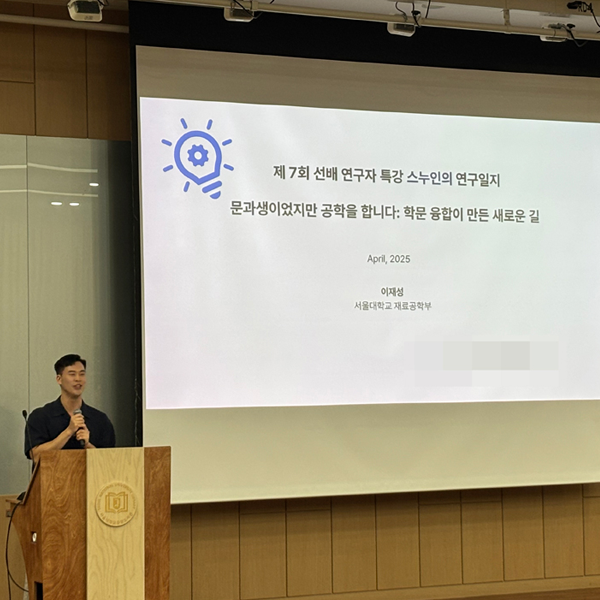 제 7회 선배 연구자 특강 스누인의 연구일지
문과생이었지만 공학을 합니다: 학문 융합이 만든 새로운 길
April, 2025
이재성
서울대학교 재료공학부